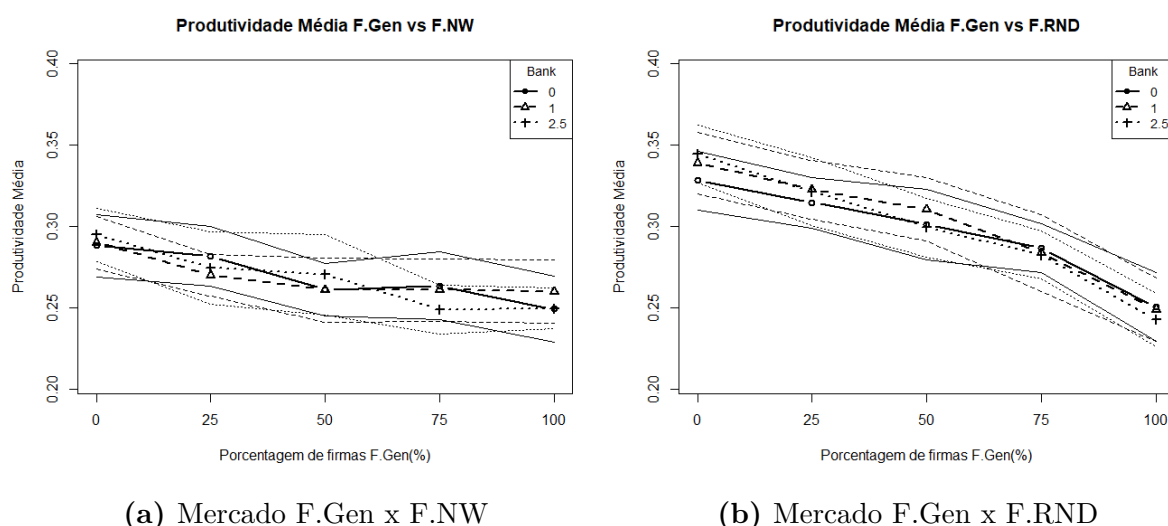 Produtividade Média F.Gen vs F.NW
Produtividade Média
0.40
0.35
0.30
0.25
0.20
Bank
0
1
2.5
0 25 50 75 100
Porcentagem de firmas F.Gen(%)
(a) Mercado F.Gen x F.NW
Produtividade Média F.Gen vs F.RND
Produtividade Média
0.40
0.35
0.30
0.25
0.20
Bank
0
1
2.5
0 25 50 75 100
Porcentagem de firmas F.Gen(%)
(b) Mercado F.Gen x F.RND